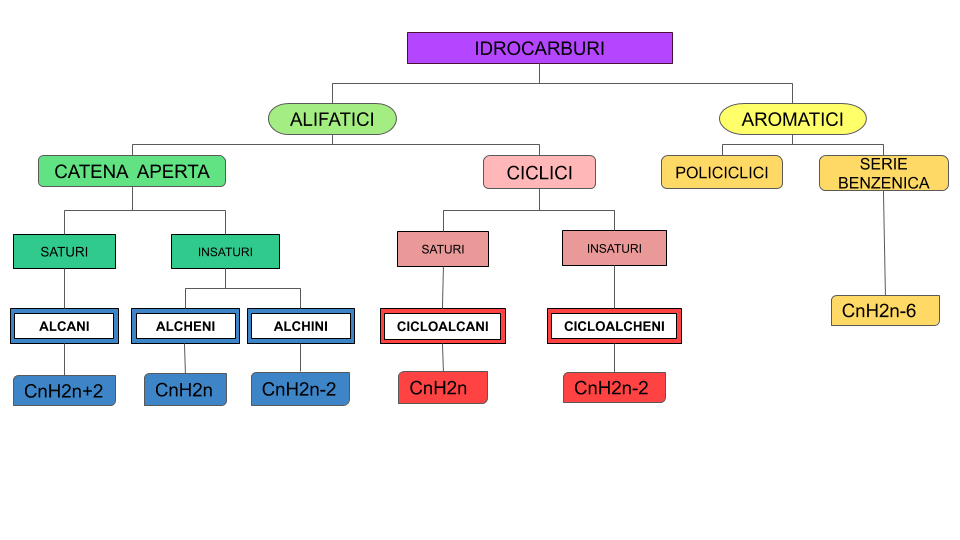 IDROCARBURI
ALIFATICI
AROMATICI
CATENA APERTA
CICLICI
POLICICLICI
SERIE
BENZENICA
SATURI
INSATURI
SATURI
INSATURI
ALCANI
ALCHENI
ALCHINI
CICLOALCANI
CICLOALCHENI
CnH2n-6
CnH2n+2
CnH2n
CnH2n-2
CnH2n
CnH2n-2